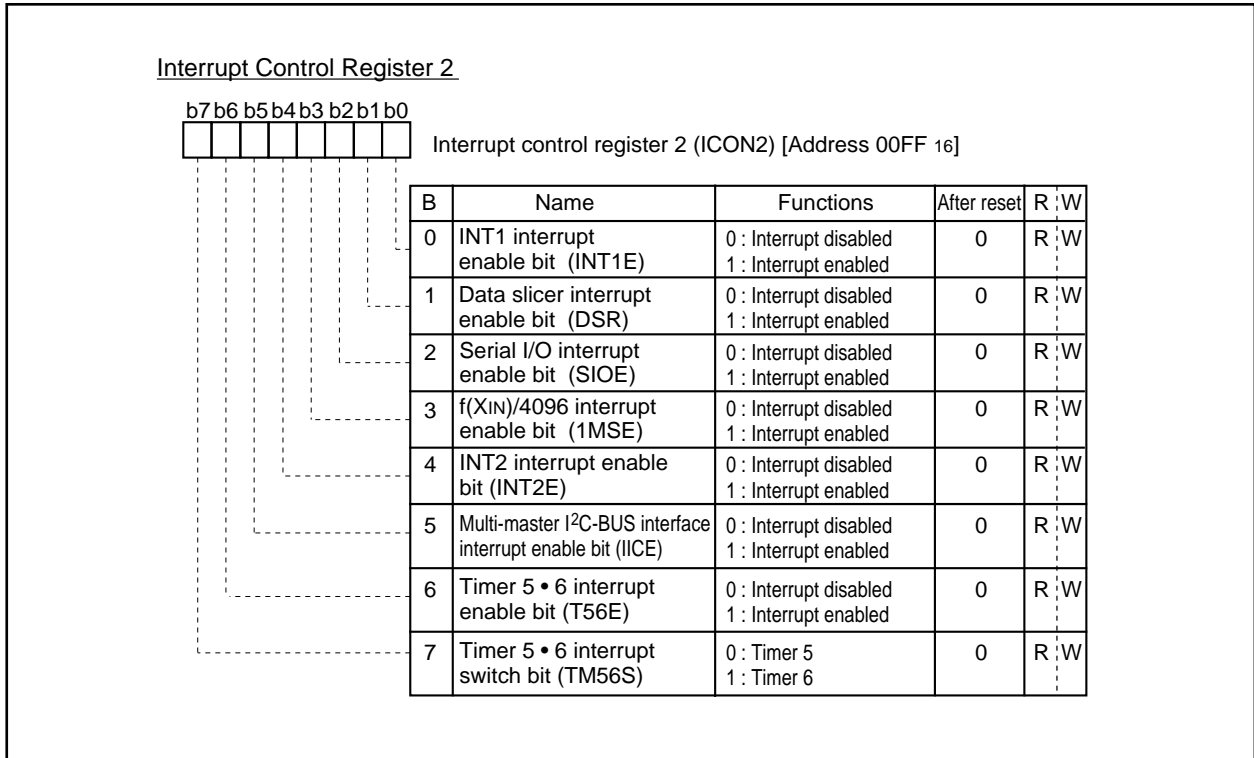 Interrupt Control Register 2
b7 b6 b5 b4 b3 b2 b1 b0
Interrupt control register 2 (ICON2) [Address 00FF 16]
B Name Functions After reset R W
0 INT1 interrupt enable bit (INT1E) 0 : Interrupt disabled 1 : Interrupt enabled 0 R W
1 Data slicer interrupt enable bit (DSR) 0 : Interrupt disabled 1 : Interrupt enabled 0 R W
2 Serial I/O interrupt enable bit (SIOE) 0 : Interrupt disabled 1 : Interrupt enabled 0 R W
3 f(XIN)/4096 interrupt enable bit (1MSE) 0 : Interrupt disabled 1 : Interrupt enabled 0 R W
4 INT2 interrupt enable bit (INT2E) 0 : Interrupt disabled 1 : Interrupt enabled 0 R W
5 Multi-master I2C-BUS interface interrupt enable bit (IICE) 0 : Interrupt disabled 1 : Interrupt enabled 0 R W
6 Timer 5 • 6 interrupt enable bit (T56E) 0 : Interrupt disabled 1 : Interrupt enabled 0 R W
7 Timer 5 • 6 interrupt switch bit (TM56S) 0 : Timer 5 1 : Timer 6 0 R W